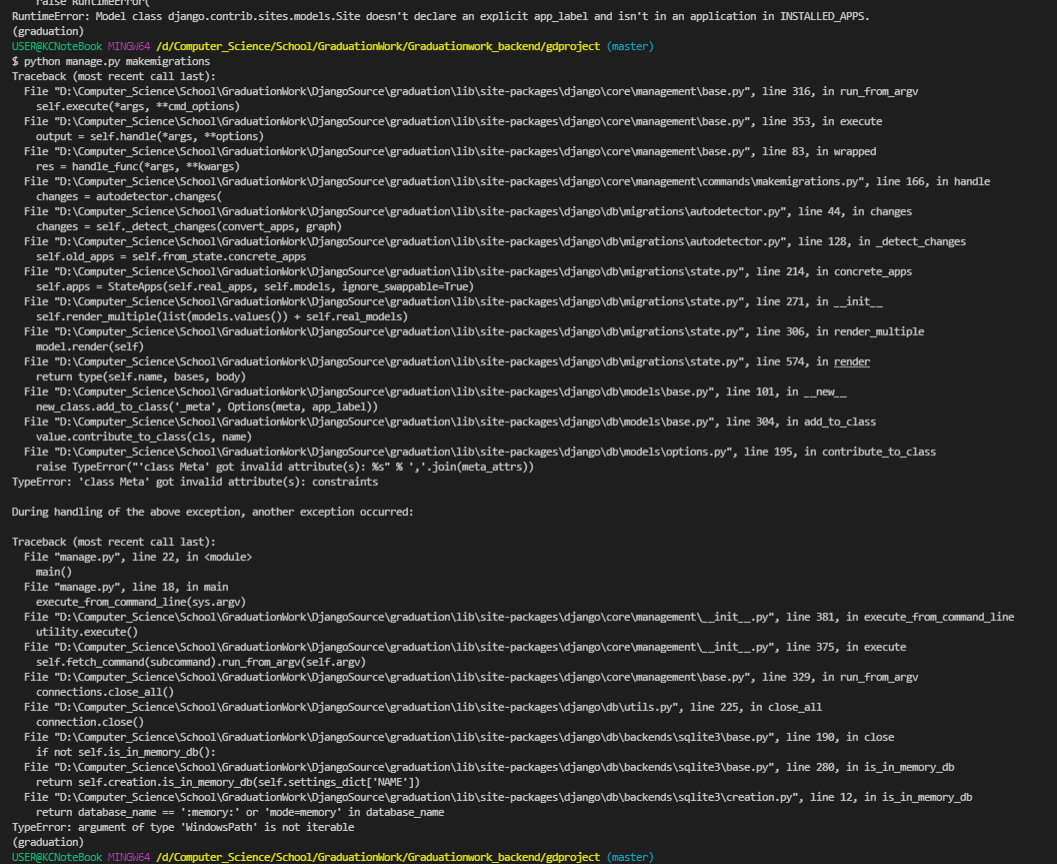 raise RuntimeError(
RuntimeError: Model class django.contrib.sites.models.Site doesn't declare an explicit app_label and isn't in an application in INSTALLED_APPS.
(graduation)
USER@KCNoteBook MINGW64 /d/Computer_Science/School/GraduationWork/Graduationwork_backend/gdproject (master)
$ python manage.py makemigrations
Traceback (most recent call last):
  File "D:\Computer_Science\School\GraduationWork\DjangoSource\graduation\lib\site-packages\django\core\management\base.py", line 316, in run_from_argv
    self.execute(*args, **cmd_options)
  File "D:\Computer_Science\School\GraduationWork\DjangoSource\graduation\lib\site-packages\django\core\management\base.py", line 353, in execute
    output = self.handle(*args, **options)
  File "D:\Computer_Science\School\GraduationWork\DjangoSource\graduation\lib\site-packages\django\core\management\base.py", line 83, in wrapped
    res = handle_func(*args, **kwargs)
  File "D:\Computer_Science\School\GraduationWork\DjangoSource\graduation\lib\site-packages\django\core\management\commands\makemigrations.py", line 166, in handle
    changes = autodetector.changes(
  File "D:\Computer_Science\School\GraduationWork\DjangoSource\graduation\lib\site-packages\django\db\migrations\autodetector.py", line 44, in changes
    changes = self._detect_changes(convert_apps, graph)
  File "D:\Computer_Science\School\GraduationWork\DjangoSource\graduation\lib\site-packages\django\db\migrations\autodetector.py", line 128, in _detect_changes
    self.old_apps = self.from_state.concrete_apps
  File "D:\Computer_Science\School\GraduationWork\DjangoSource\graduation\lib\site-packages\django\db\migrations\state.py", line 214, in concrete_apps
    self.apps = StateApps(self.real_apps, self.models, ignore_swappable=True)
  File "D:\Computer_Science\School\GraduationWork\DjangoSource\graduation\lib\site-packages\django\db\migrations\state.py", line 271, in __init__
    self.render_multiple(list(models.values()) + self.real_models)
  File "D:\Computer_Science\School\GraduationWork\DjangoSource\graduation\lib\site-packages\django\db\migrations\state.py", line 306, in render_multiple
    model.render(self)
  File "D:\Computer_Science\School\GraduationWork\DjangoSource\graduation\lib\site-packages\django\db\migrations\state.py", line 574, in render
    return type(self.name, bases, body)
  File "D:\Computer_Science\School\GraduationWork\DjangoSource\graduation\lib\site-packages\django\db\models\base.py", line 101, in __new__
    new_class.add_to_class('_meta', Options(meta, app_label))
  File "D:\Computer_Science\School\GraduationWork\DjangoSource\graduation\lib\site-packages\django\db\models\base.py", line 304, in add_to_class
    value.contribute_to_class(cls, name)
  File "D:\Computer_Science\School\GraduationWork\DjangoSource\graduation\lib\site-packages\django\db\models\options.py", line 195, in contribute_to_class
    raise TypeError("'class Meta' got invalid attribute(s): %s" % ','.join(meta_attrs))
TypeError: 'class Meta' got invalid attribute(s): constraints

During handling of the above exception, another exception occurred:

Traceback (most recent call last):
  File "manage.py", line 22, in <module>
    main()
  File "manage.py", line 18, in main
    execute_from_command_line(sys.argv)
  File "D:\Computer_Science\School\GraduationWork\DjangoSource\graduation\lib\site-packages\django\core\management\__init__.py", line 381, in execute_from_command_line
    utility.execute()
  File "D:\Computer_Science\School\GraduationWork\DjangoSource\graduation\lib\site-packages\django\core\management\__init__.py", line 375, in execute
    self.fetch_command(subcommand).run_from_argv(self.argv)
  File "D:\Computer_Science\School\GraduationWork\DjangoSource\graduation\lib\site-packages\django\core\management\base.py", line 329, in run_from_argv
    connections.close_all()
  File "D:\Computer_Science\School\GraduationWork\DjangoSource\graduation\lib\site-packages\django\db\utils.py", line 225, in close_all
    connection.close()
  File "D:\Computer_Science\School\GraduationWork\DjangoSource\graduation\lib\site-packages\django\db\backends\sqlite3\base.py", line 190, in close
    if not self.is_in_memory_db():
  File "D:\Computer_Science\School\GraduationWork\DjangoSource\graduation\lib\site-packages\django\db\backends\sqlite3\base.py", line 280, in is_in_memory_db
    return self.creation.is_in_memory_db(self.settings_dict['NAME'])
  File "D:\Computer_Science\School\GraduationWork\DjangoSource\graduation\lib\site-packages\django\db\backends\sqlite3\creation.py", line 12, in is_in_memory_db
    return database_name == ':memory:' or 'mode=memory' in database_name
TypeError: argument of type 'WindowsPath' is not iterable
(graduation)
USER@KCNoteBook MINGW64 /d/Computer_Science/School/GraduationWork/Graduationwork_backend/gdproject (master)